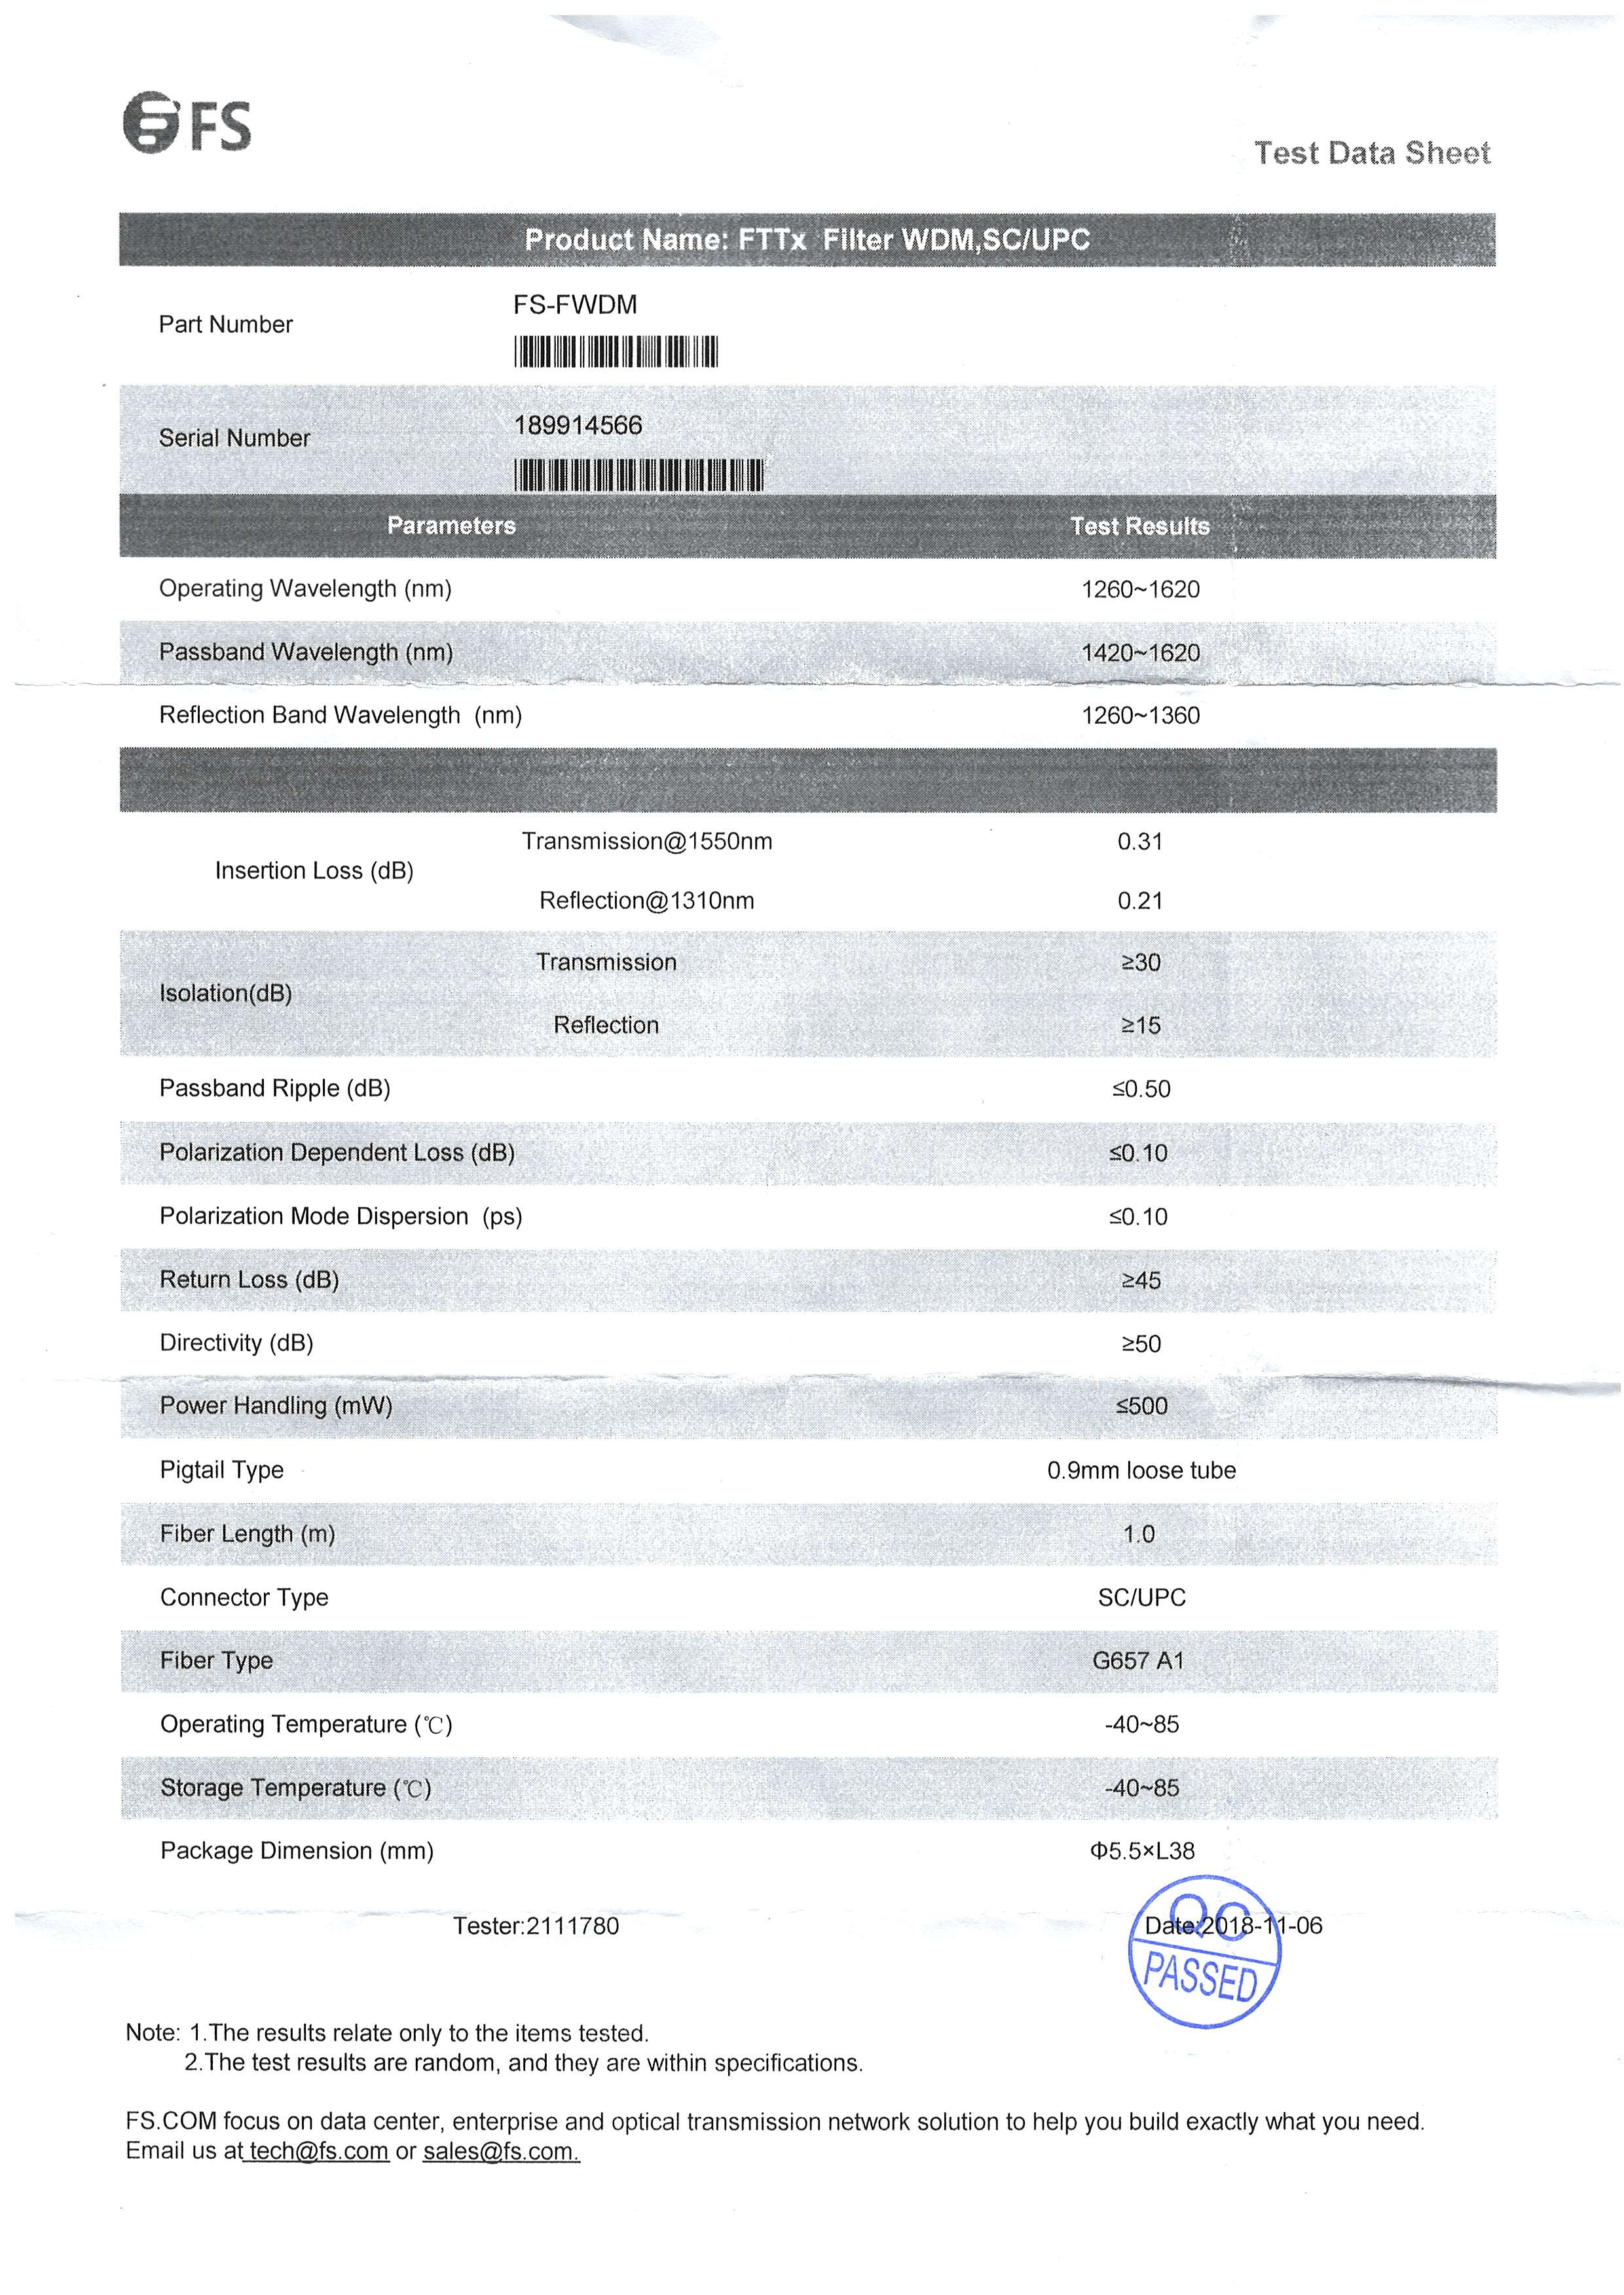 FS
Test Data Sheet
Product Name: FTTx Filter WDM,SC/UPC
Part Number
FS-FWDM
Serial Number
189914566
Parameters Test Results
Operating Wavelength (nm) 1260~1620
Passband Wavelength (nm) 1420~1620
Reflection Band Wavelength (nm) 1260~1360
Insertion Loss (dB)
Transmission@1550nm 0.31
Reflection@1310nm 0.21
Isolation(dB)
Transmission ≥30
Reflection ≥15
Passband Ripple (dB) ≤0.50
Polarization Dependent Loss (dB) ≤0.10
Polarization Mode Dispersion (ps) ≤0.10
Return Loss (dB) ≥45
Directivity (dB) ≥50
Power Handling (mW) ≤500
Pigtail Type 0.9mm loose tube
Fiber Length (m) 1.0
Connector Type SC/UPC
Fiber Type G657 A1
Operating Temperature (℃) -40~85
Storage Temperature (℃) -40~85
Package Dimension (mm) Φ5.5×L38
Tester:2111780 Date:2018-11-06
QC
PASSED
Note: 1.The results relate only to the items tested.
2.The test results are random, and they are within specifications.
FS.COM focus on data center, enterprise and optical transmission network solution to help you build exactly what you need.
Email us at tech@fs.com or sales@fs.com.